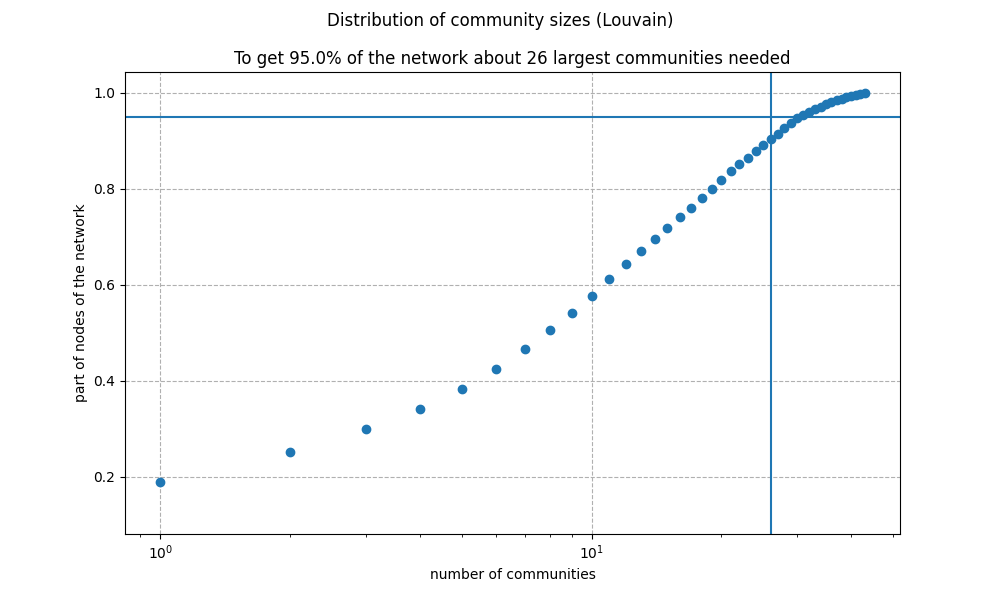 Distribution of community sizes (Louvain)
To get 95.0% of the network about 26 largest communities needed
part of nodes of the network
1.0
0.8
0.6
0.4
0.2
10⁰
10¹
number of communities